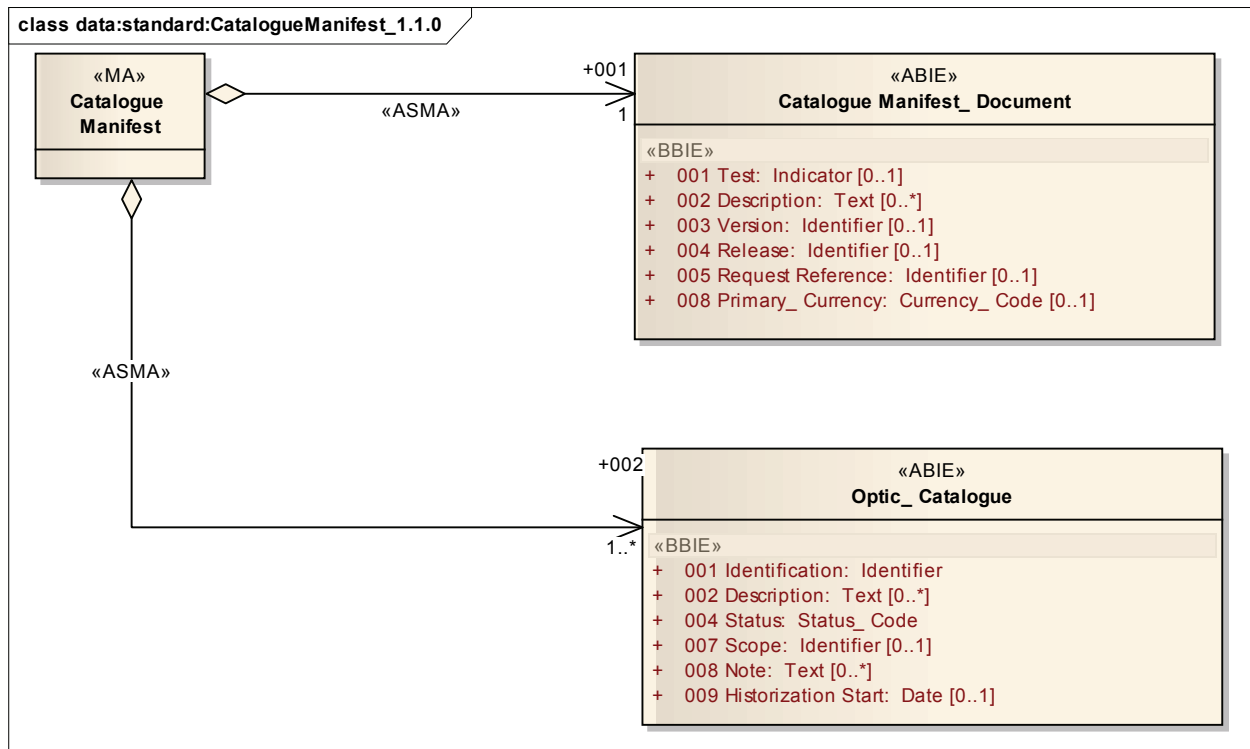 class data:standard:CatalogueManifest_1.1.0
«MA»
Catalogue
Manifest
+001
«ASMA»
1
«ABIE»
Catalogue Manifest_ Document
«BBIE»
+ 001 Test: Indicator [0..1]
+ 002 Description: Text [0..*]
+ 003 Version: Identifier [0..1]
+ 004 Release: Identifier [0..1]
+ 005 Request Reference: Identifier [0..1]
+ 008 Primary_ Currency: Currency_ Code [0..1]
«ASMA»
+002
1..*
«ABIE»
Optic_ Catalogue
«BBIE»
+ 001 Identification: Identifier
+ 002 Description: Text [0..*]
+ 004 Status: Status_ Code
+ 007 Scope: Identifier [0..1]
+ 008 Note: Text [0..*]
+ 009 Historization Start: Date [0..1]